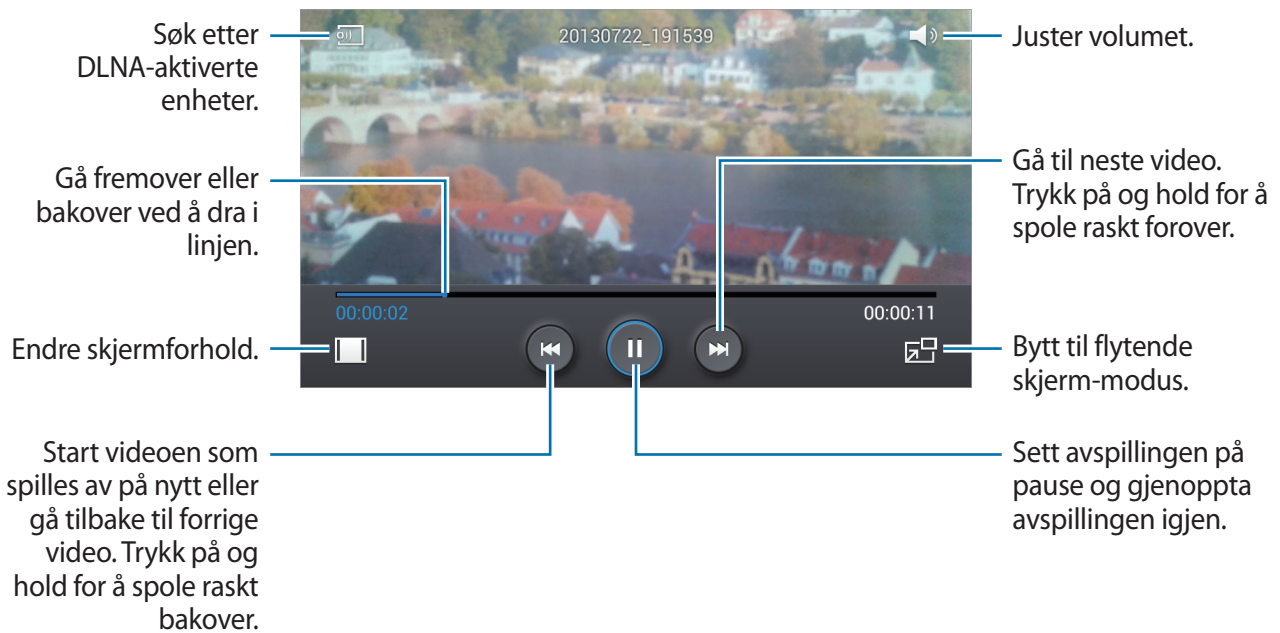 Søk etter
DLNA-aktiverte
enheter.
20130722_191539
Juster volumet.
Gå fremover eller
bakover ved å dra i
linjen.
Gå til neste video.
Trykk på og hold for å
spole raskt forover.
00:00:02
00:00:11
Endre skjermforhold.
Bytt til flytende
skjerm-modus.
Start videoen som
spilles av på nytt eller
gå tilbake til forrige
video. Trykk på og
hold for å spole raskt
bakover.
Sett avspillingen på
pause og gjenoppta
avspillingen igjen.